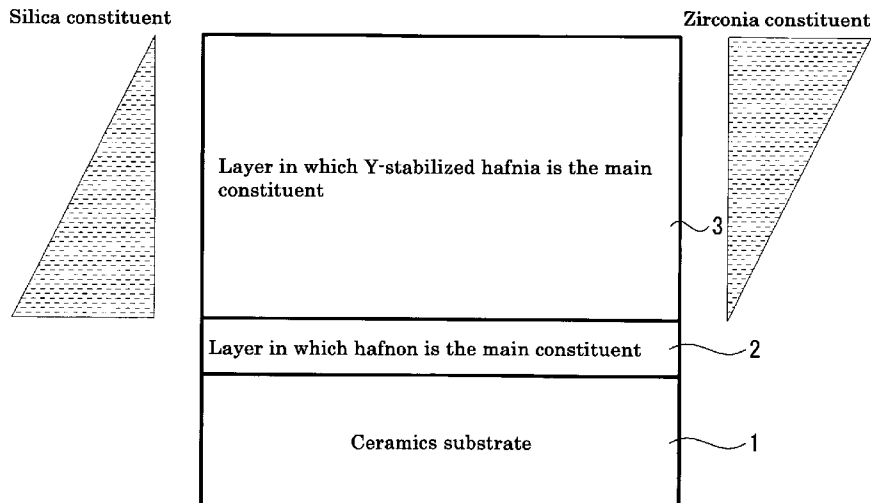 Silica constituent
Zirconia constituent
Layer in which Y-stabilized hafnia is the main
constituent
3
Layer in which hafnon is the main constituent
2
Ceramics substrate
1